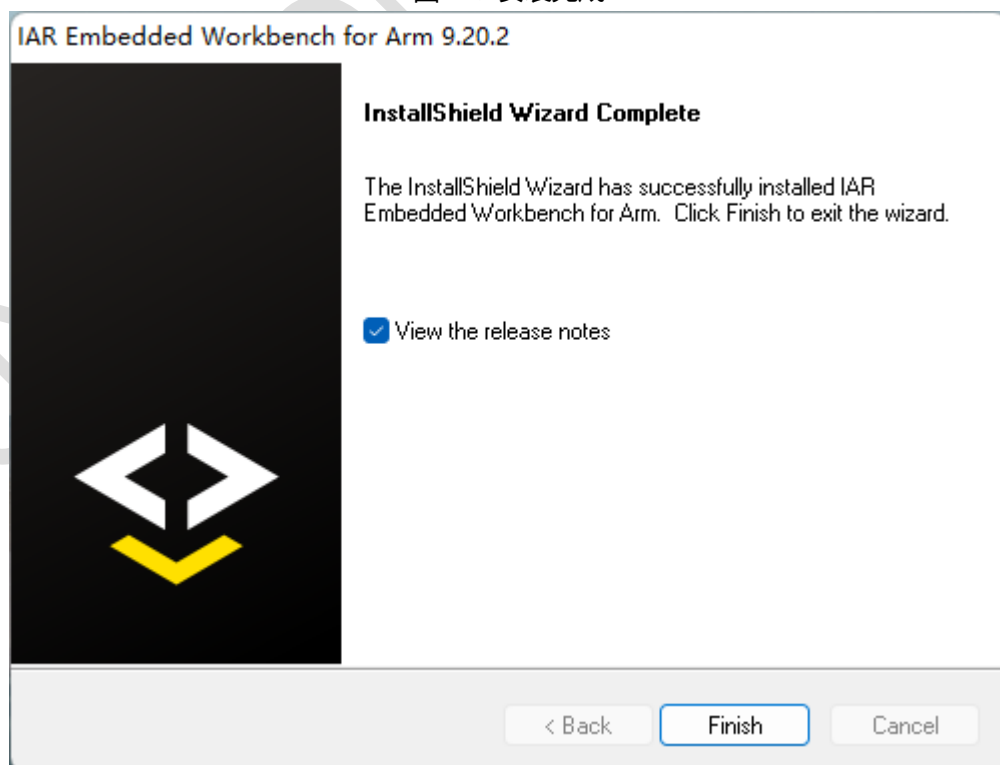 IAR Embedded Workbench for Arm 9.20.2
InstallShield Wizard Complete
The InstallShield Wizard has successfully installed IAR
Embedded Workbench for Arm. Click Finish to exit the wizard.
View the release notes
< Back
Finish
Cancel